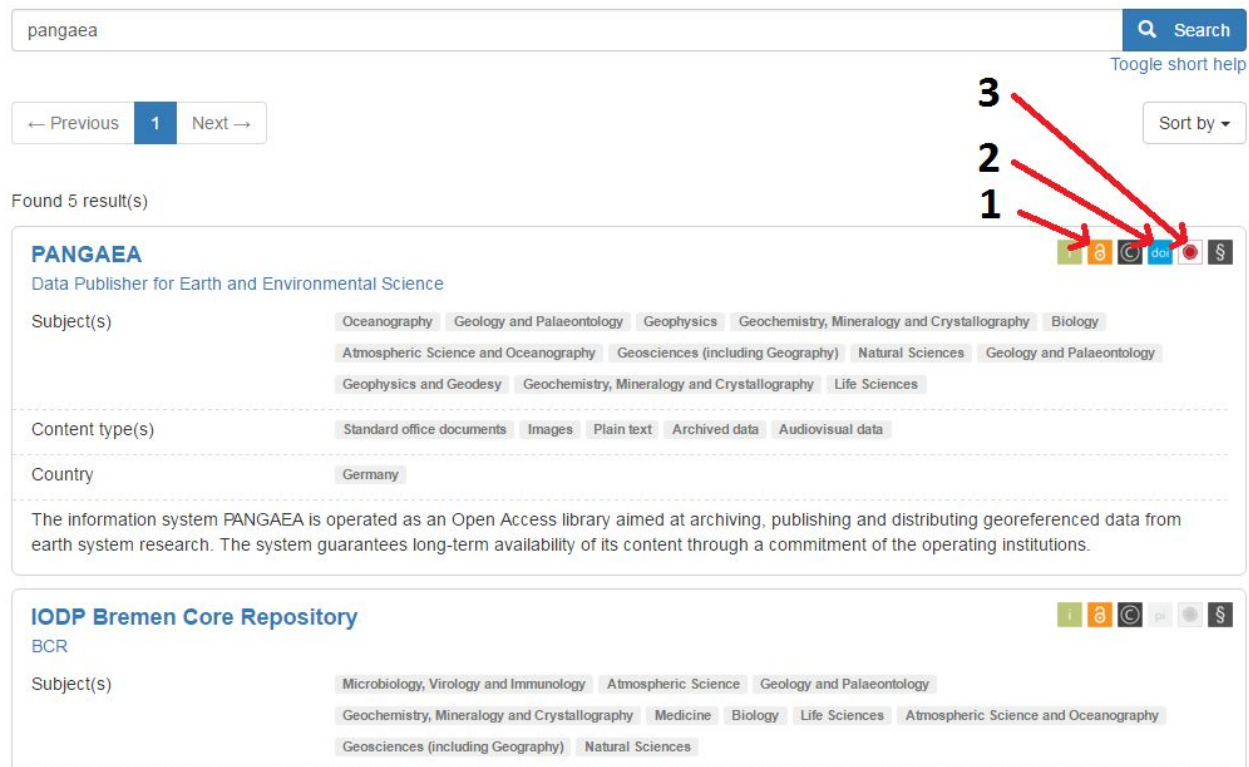 pangaea
Search
Toogle short help
3
← Previous 1 Next → Sort by
2
1
Found 5 result(s)
PANGAEA i © doi §
Data Publisher for Earth and Environmental Science
Subject(s) Oceanography Geology and Palaeontology Geophysics Geochemistry, Mineralogy and Crystallography Biology
Atmospheric Science and Oceanography Geosciences (including Geography) Natural Sciences Geology and Palaeontology
Geophysics and Geodesy Geochemistry, Mineralogy and Crystallography Life Sciences
Content type(s) Standard office documents Images Plain text Archived data Audiovisual data
Country Germany
The information system PANGAEA is operated as an Open Access library aimed at archiving, publishing and distributing georeferenced data from
earth system research. The system guarantees long-term availability of its content through a commitment of the operating institutions.
IODP Bremen Core Repository i © pi §
BCR
Subject(s) Microbiology, Virology and Immunology Atmospheric Science Geology and Palaeontology
Geochemistry, Mineralogy and Crystallography Medicine Biology Life Sciences Atmospheric Science and Oceanography
Geosciences (including Geography) Natural Sciences